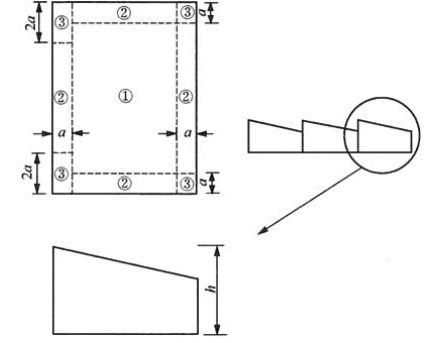 2a ③ ② ③ a
② ① ②
a a
2a ③ ② ③ a
h